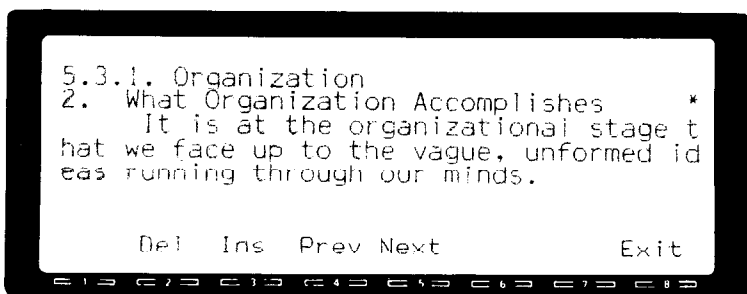 5.3.1. Organization
2. What Organization Accomplishes *
It is at the organizational stage t
hat we face up to the vague, unformed id
eas running through our minds.
Del Ins Prev Next Exit
1 2 3 4 5 6 7 8